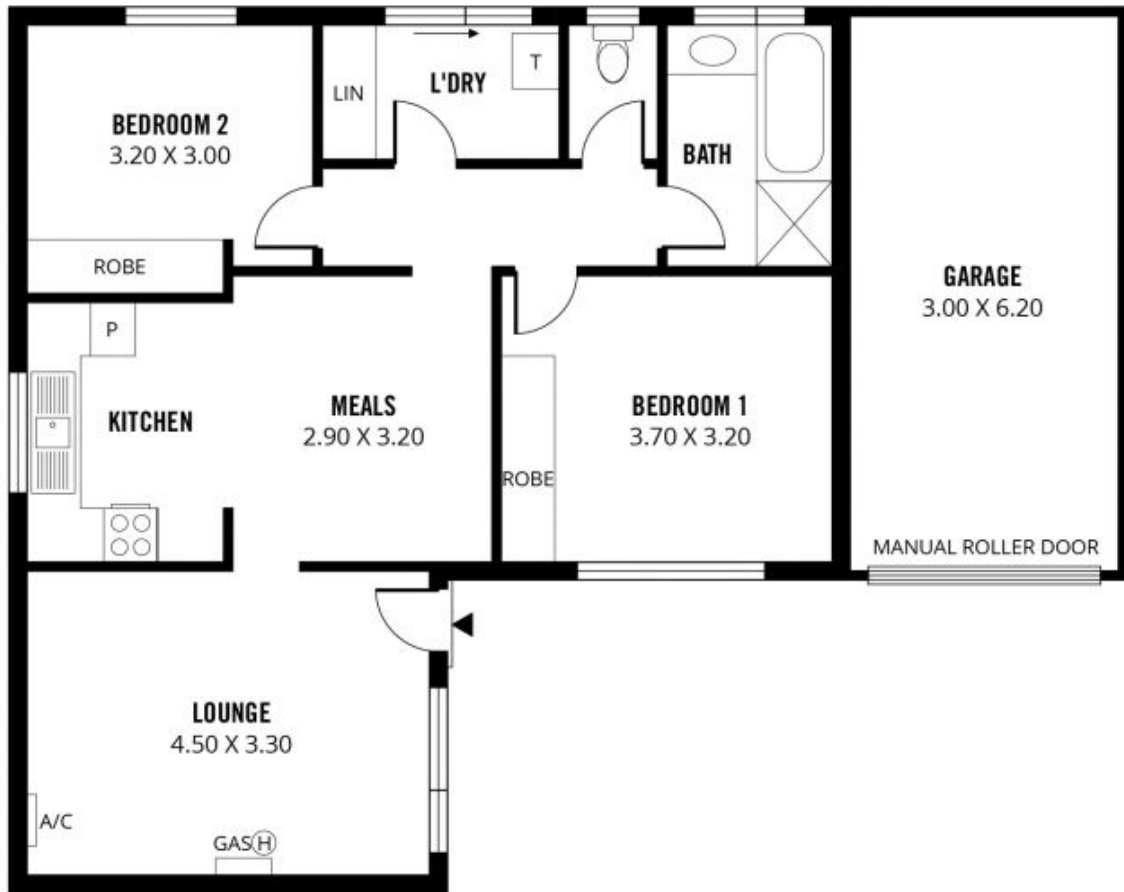 BEDROOM 2
3.20 X 3.00
ROBE
LIN
L'DRY
T
BATH
GARAGE
3.00 X 6.20
MANUAL ROLLER DOOR
P
KITCHEN
MEALS
2.90 X 3.20
BEDROOM 1
3.70 X 3.20
ROBE
LOUNGE
4.50 X 3.30
A/C
GAS H